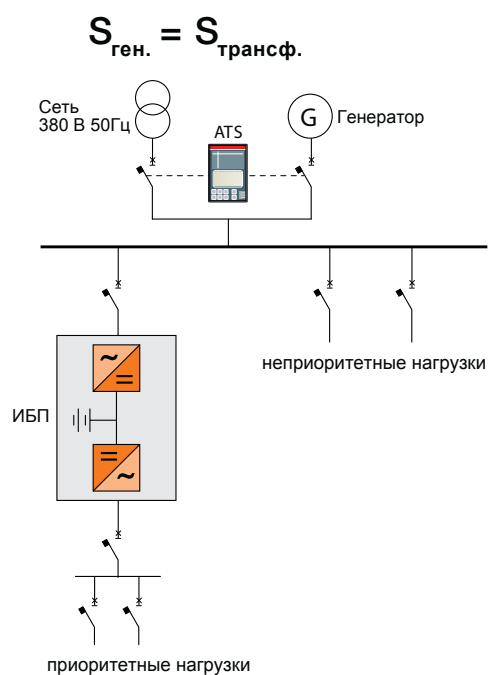 Sген. = Sтрансф.
Сеть
380 В 50Гц
ATS
G
Генератор
неприоритетные нагрузки
ИБП
приоритетные нагрузки